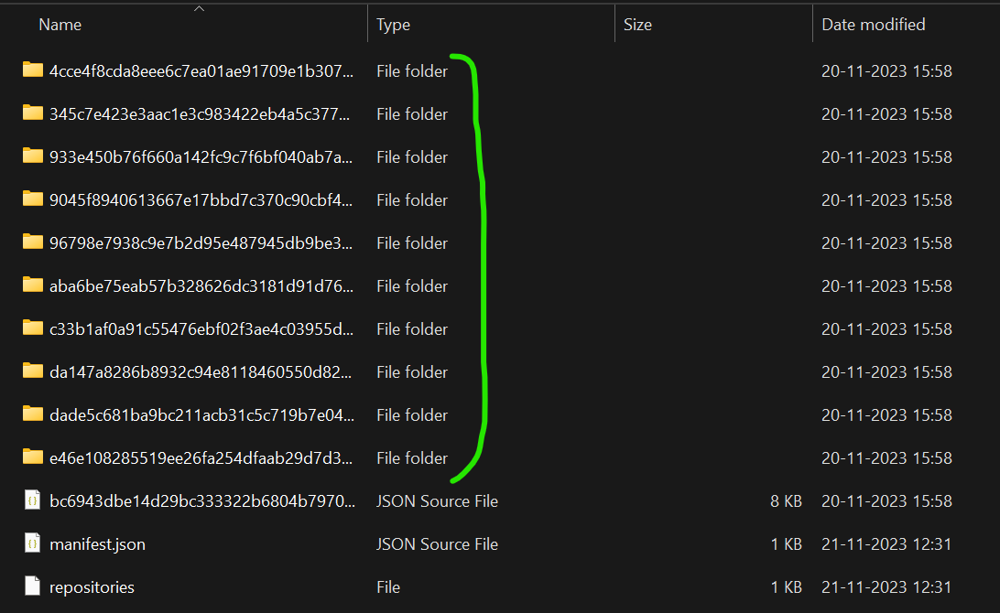 Name Type Size Date modified
4cce4f8cda8eee6c7ea01ae91709e1b307... File folder 20-11-2023 15:58
345c7e423e3aac1e3c983422eb4a5c377... File folder 20-11-2023 15:58
933e450b76f660a142fc9c7f6bf040ab7a... File folder 20-11-2023 15:58
9045f8940613667e17bbd7c370c90cbf4... File folder 20-11-2023 15:58
96798e7938c9e7b2d95e487945db9be3... File folder 20-11-2023 15:58
aba6be75eab57b328626dc3181d91d76... File folder 20-11-2023 15:58
c33b1af0a91c55476ebf02f3ae4c03955d... File folder 20-11-2023 15:58
da147a8286b8932c94e8118460550d82... File folder 20-11-2023 15:58
dade5c681ba9bc211acb31c5c719b7e04... File folder 20-11-2023 15:58
e46e108285519ee26fa254dfaab29d7d3... File folder 20-11-2023 15:58
bc6943dbe14d29bc333322b6804b7970... JSON Source File 8 KB 20-11-2023 15:58
manifest.json JSON Source File 1 KB 21-11-2023 12:31
repositories File 1 KB 21-11-2023 12:31